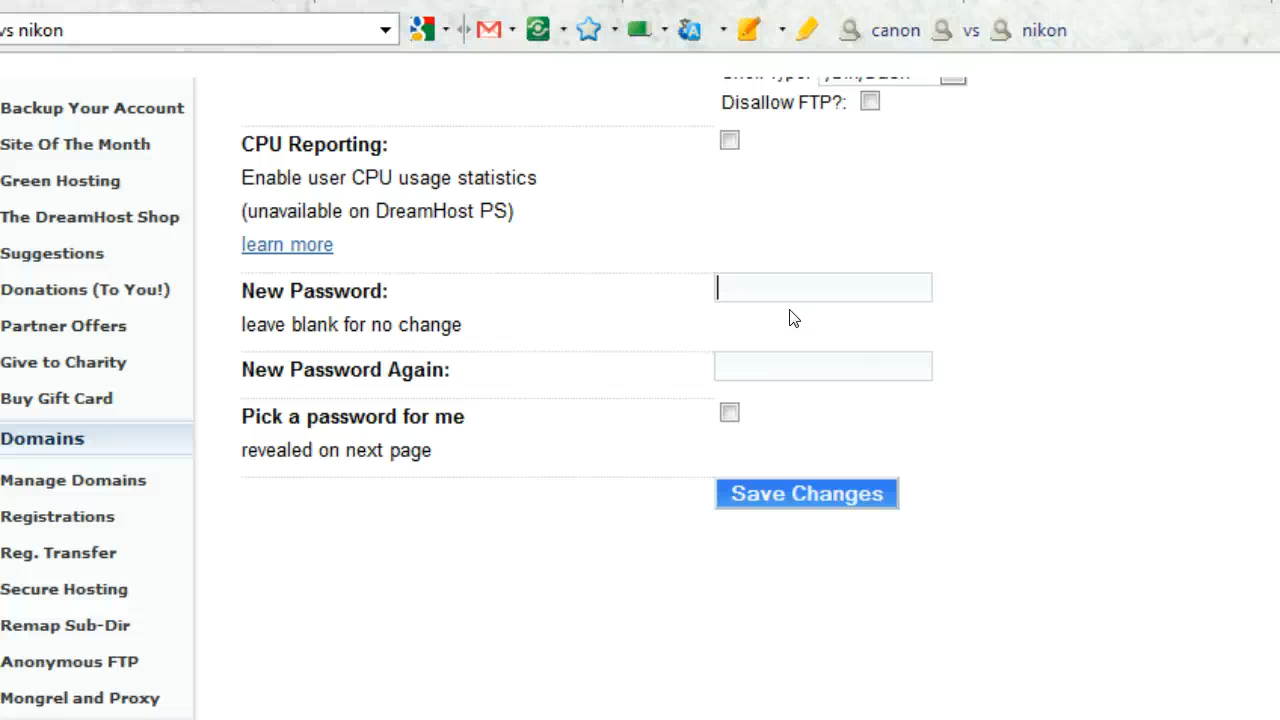 vs nikon
canon vs nikon
Backup Your Account
Site Of The Month
Green Hosting
The DreamHost Shop
Suggestions
Donations (To You!)
Partner Offers
Give to Charity
Buy Gift Card
Domains
Manage Domains
Registrations
Reg. Transfer
Secure Hosting
Remap Sub-Dir
Anonymous FTP
Mongrel and Proxy
Disallow FTP?:
CPU Reporting:
Enable user CPU usage statistics
(unavailable on DreamHost PS)
learn more
New Password:
leave blank for no change
New Password Again:
Pick a password for me
revealed on next page
Save Changes